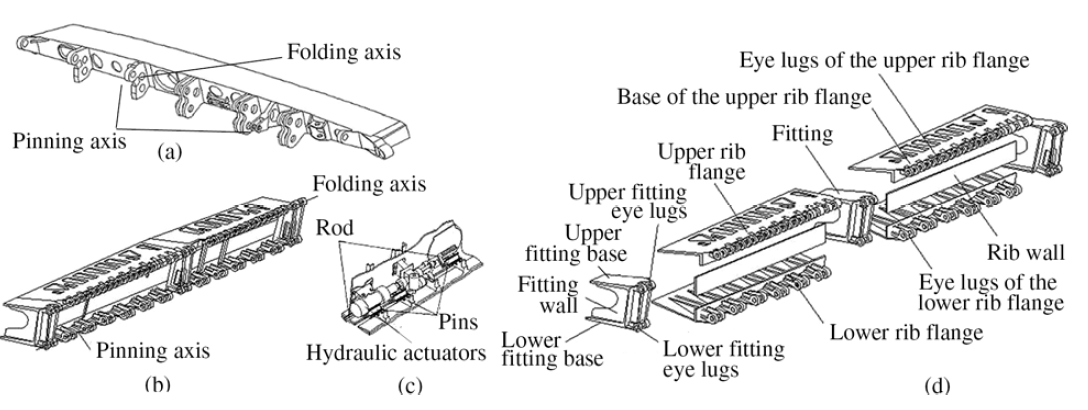 Folding axis
Pinning axis
(a)
Folding axis
Pinning axis
(b)
Rod
Pins
Hydraulic actuators
(c)
Eye lugs of the upper rib flange
Base of the upper rib flange
Fitting
Upper rib
flange
Upper fitting
eye lugs
Upper
fitting base
Fitting
wall
Lower
fitting base
Lower fitting
eye lugs
Lower rib flange
Eye lugs of the
lower rib flange
Rib wall
(d)